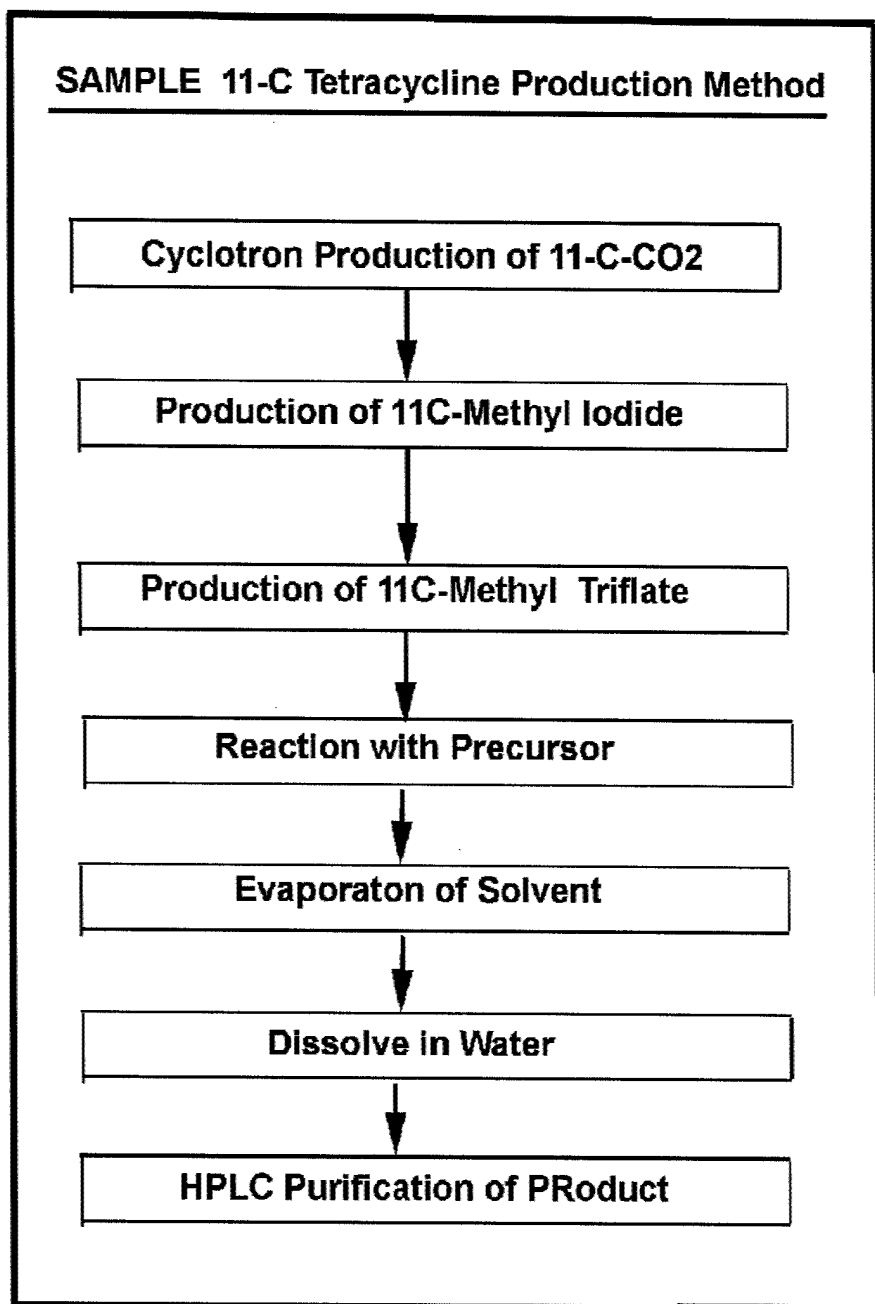 SAMPLE 11-C Tetracycline Production Method
Cyclotron Production of 11-C-CO2
Production of 11C-Methyl Iodide
Production of 11C-Methyl Triflate
Reaction with Precursor
Evaporaton of Solvent
Dissolve in Water
HPLC Purification of PRoduct